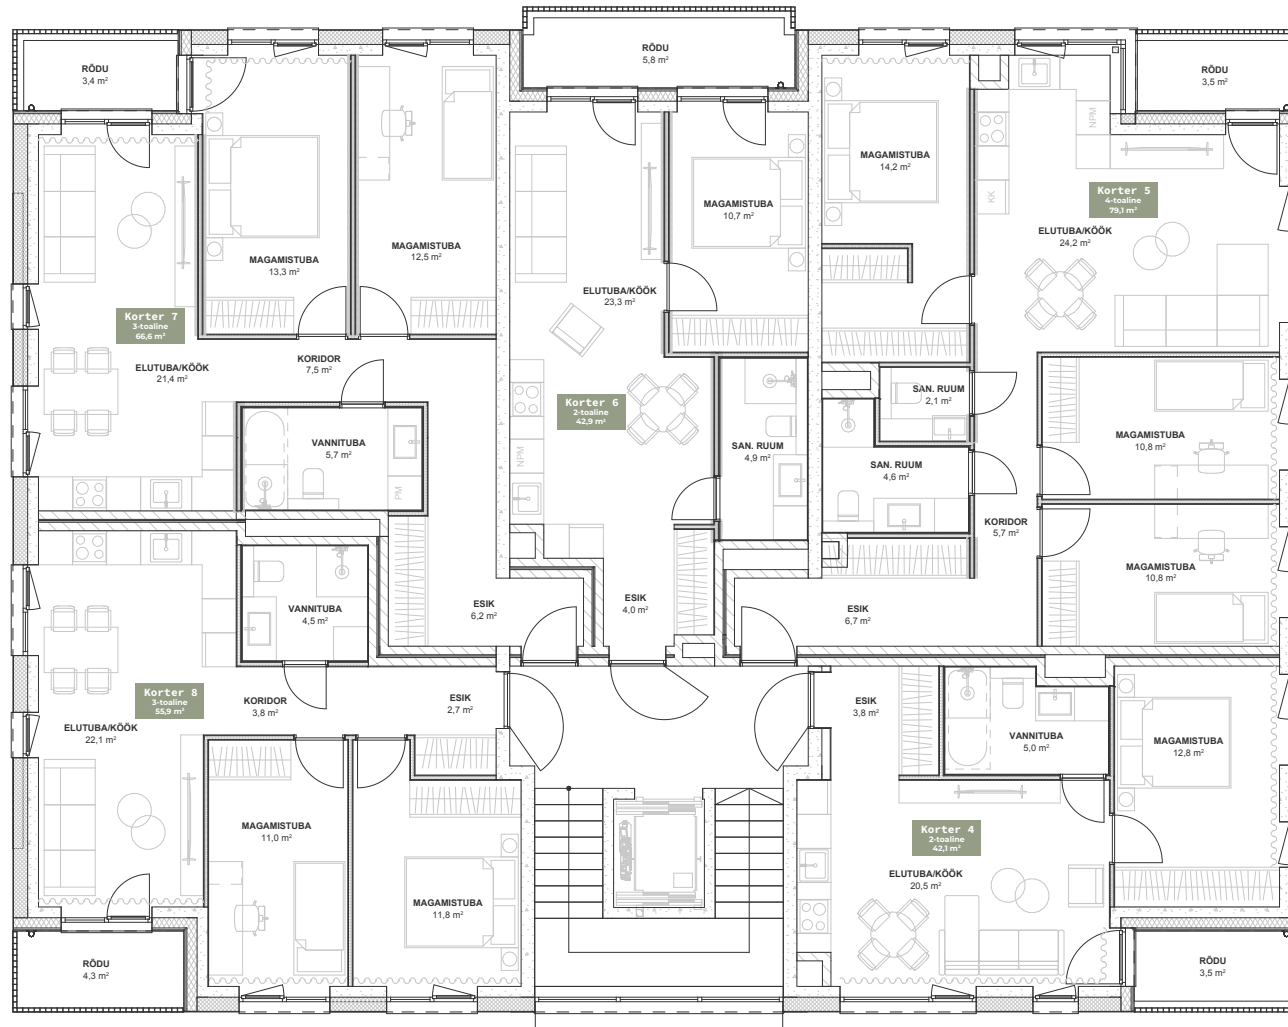 RÕDU
3,4 m²
RÕDU
5,8 m²
RÕDU
3,5 m²
MAGAMISTUBA
13,3 m²
MAGAMISTUBA
12,5 m²
MAGAMISTUBA
10,7 m²
MAGAMISTUBA
14,2 m²
NPM
KK
Korter 5
4-toaline
79,1 m²
ELUTUBA/KÖÖK
24,2 m²
Korter 7
3-toaline
66,6 m²
ELUTUBA/KÖÖK
21,4 m²
KORIDOR
7,5 m²
ELUTUBA/KÖÖK
23,3 m²
Korter 6
2-toaline
42,9 m²
NPM
SAN. RUUM
2,1 m²
SAN. RUUM
4,9 m²
SAN. RUUM
4,6 m²
MAGAMISTUBA
10,8 m²
VANNITUBA
5,7 m²
PM
KORIDOR
5,7 m²
MAGAMISTUBA
10,8 m²
VANNITUBA
4,5 m²
ESIK
6,2 m²
ESIK
4,0 m²
ESIK
6,7 m²
Korter 8
3-toaline
55,9 m²
ELUTUBA/KÖÖK
22,1 m²
KORIDOR
3,8 m²
ESIK
2,7 m²
ESIK
3,8 m²
VANNITUBA
5,0 m²
MAGAMISTUBA
12,8 m²
MAGAMISTUBA
11,0 m²
MAGAMISTUBA
11,8 m²
Korter 4
2-toaline
42,1 m²
ELUTUBA/KÖÖK
20,5 m²
RÕDU
4,3 m²
RÕDU
3,5 m²